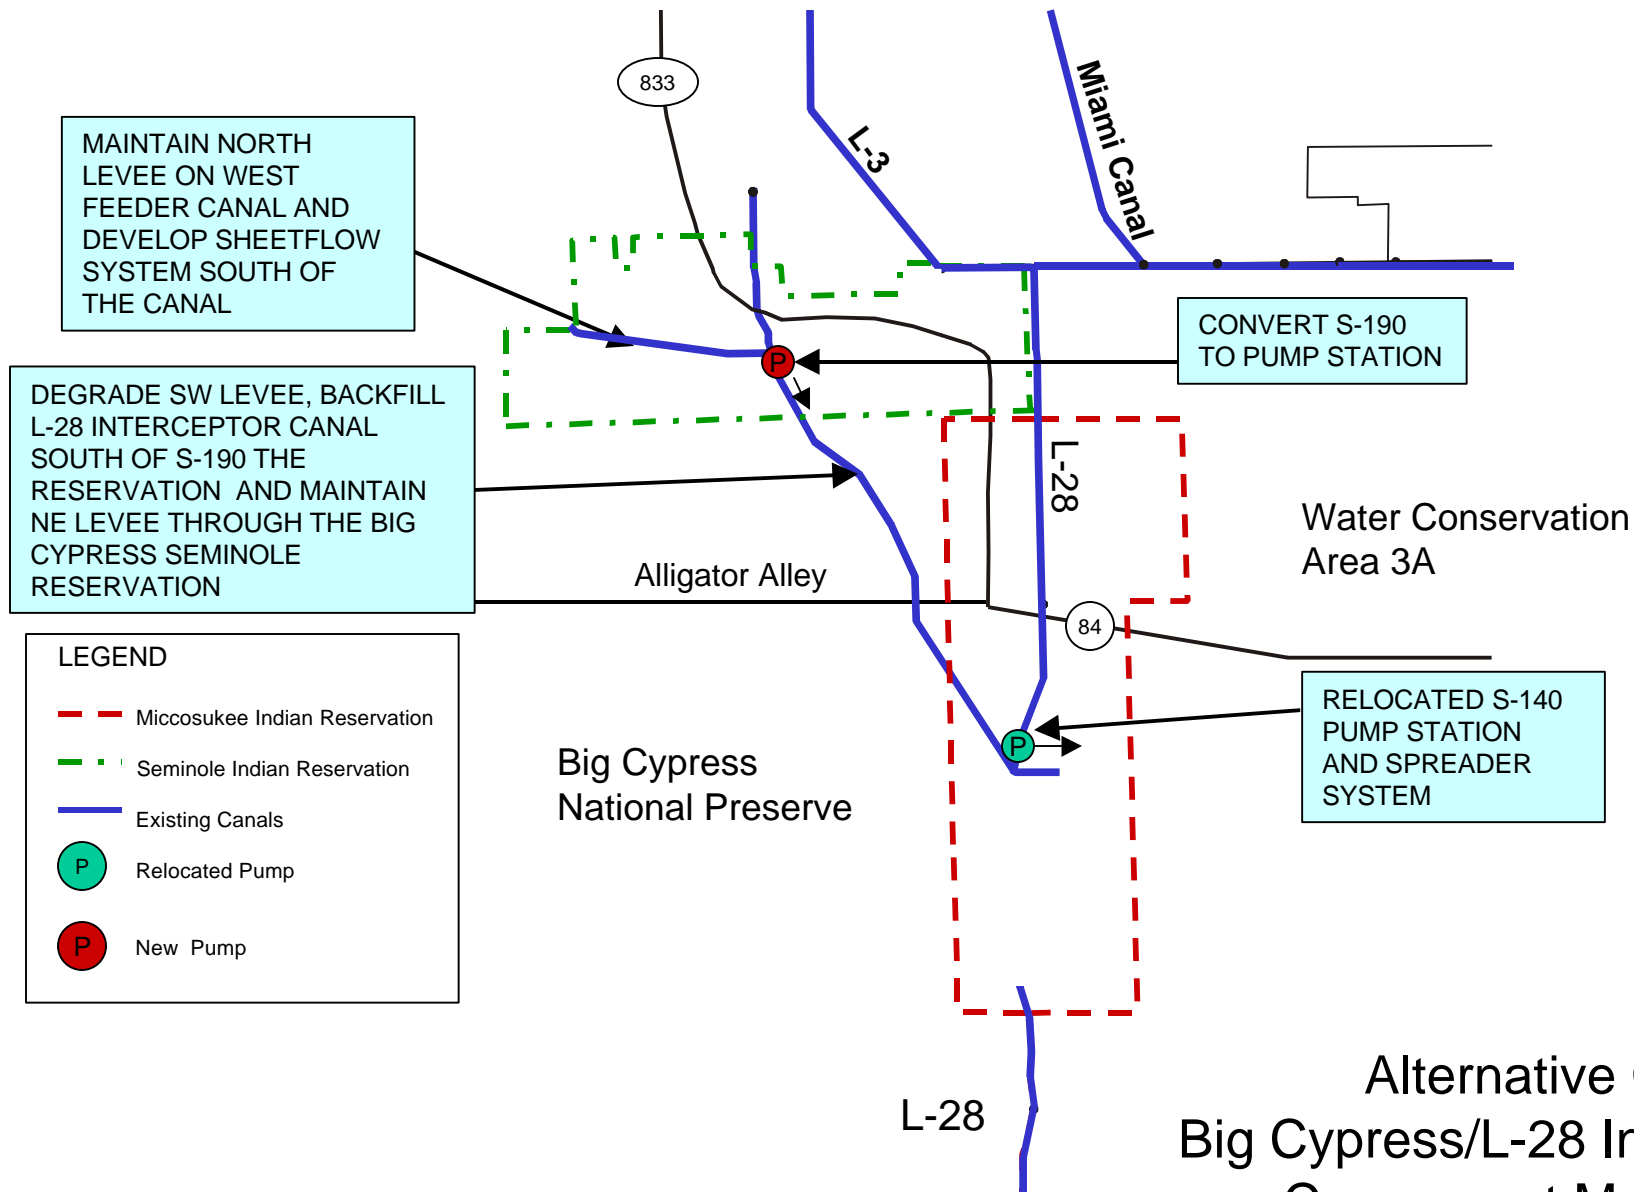 833
Miami Canal
L-3
MAINTAIN NORTH
LEVEE ON WEST
FEEDER CANAL AND
DEVELOP SHEETFLOW
SYSTEM SOUTH OF
THE CANAL
CONVERT S-190
TO PUMP STATION
P
DEGRADE SW LEVEE, BACKFILL
L-28 INTERCEPTOR CANAL
SOUTH OF S-190 THE
RESERVATION AND MAINTAIN
NE LEVEE THROUGH THE BIG
CYPRESS SEMINOLE
RESERVATION
L-28
Water Conservation
Area 3A
Alligator Alley
84
LEGEND
Miccosukee Indian Reservation
Seminole Indian Reservation
Existing Canals
P Relocated Pump
P New Pump
RELOCATED S-140
PUMP STATION
AND SPREADER
SYSTEM
P
Big Cypress
National Preserve
L-28
Alternative
Big Cypress/L-28